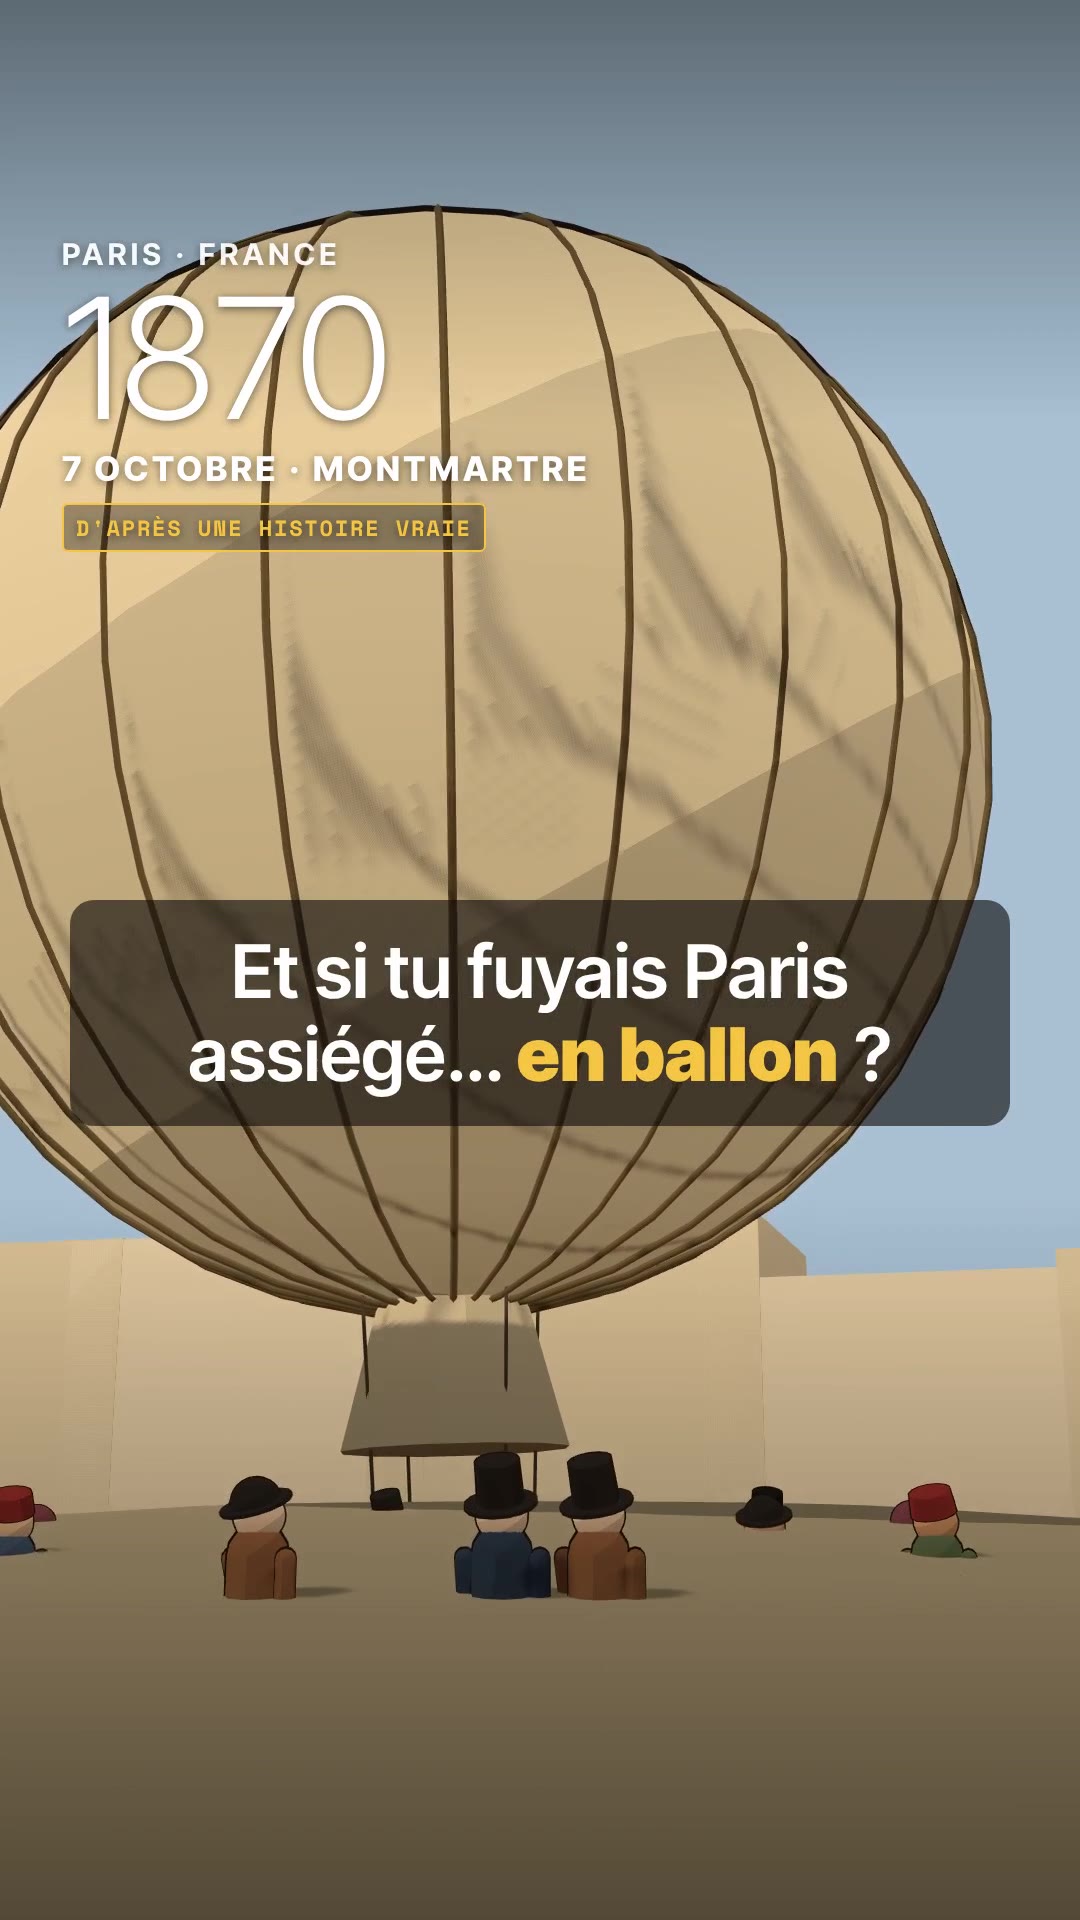 PARIS · FRANCE
1870
7 OCTOBRE · MONTMARTRE
D'APRÈS UNE HISTOIRE VRAIE
Et si tu fuyais Paris
assiégé... en ballon ?